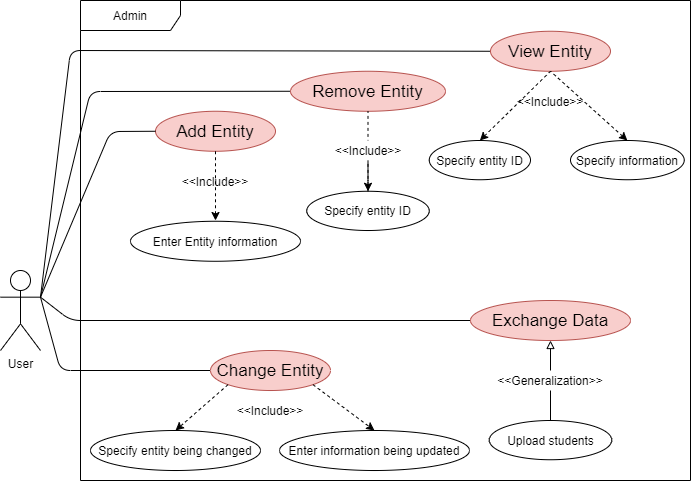 Admin
View Entity
Remove Entity
<<Include>>
Add Entity
<<Include>>
Specify entity ID
Specify information
<<Include>>
Specify entity ID
Enter Entity information
Exchange Data
User
Change Entity
<<Generalization>>
<<Include>>
Upload students
Specify entity being changed
Enter information being updated